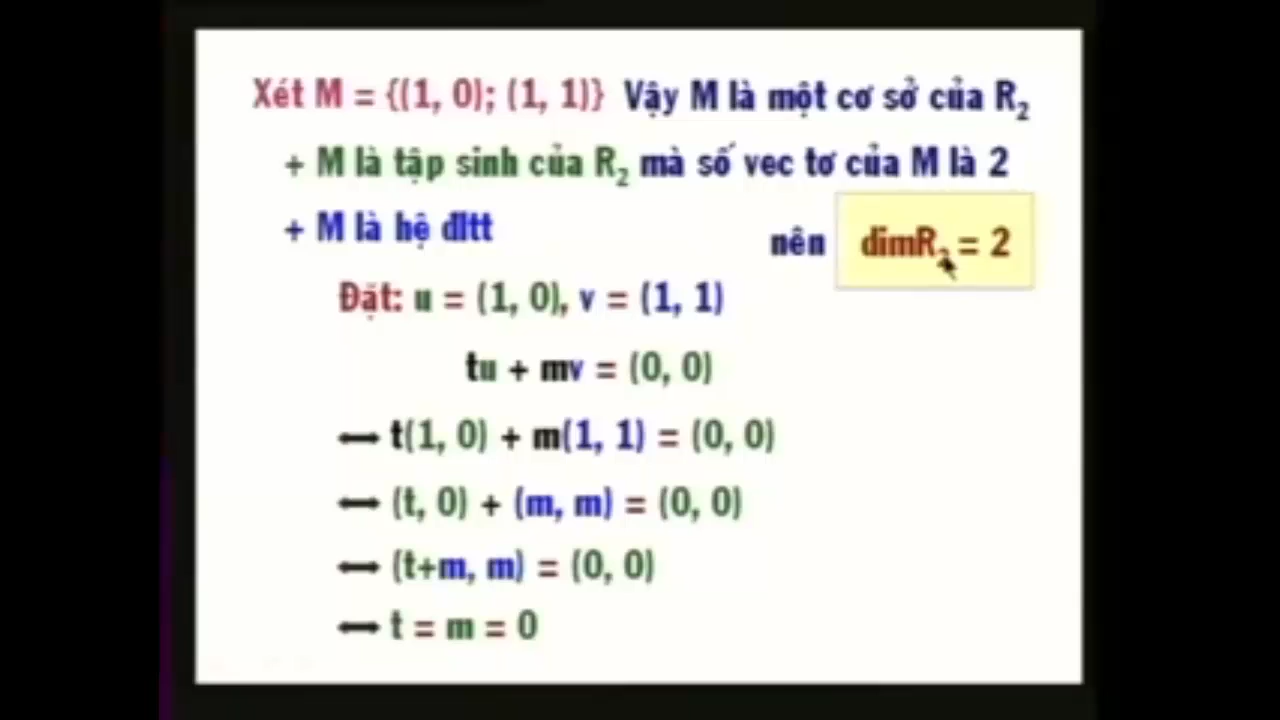 Xét M = {(1, 0); (1, 1)} Vậy M là một cơ sở của R₂
+ M là tập sinh của R₂ mà số vec tơ của M là 2
+ M là hệ đltt
nên dimR₂ = 2
Đặt: u = (1, 0), v = (1, 1)
tu + mv = (0, 0)
⟷ t(1, 0) + m(1, 1) = (0, 0)
⟷ (t, 0) + (m, m) = (0, 0)
⟷ (t+m, m) = (0, 0)
⟷ t = m = 0